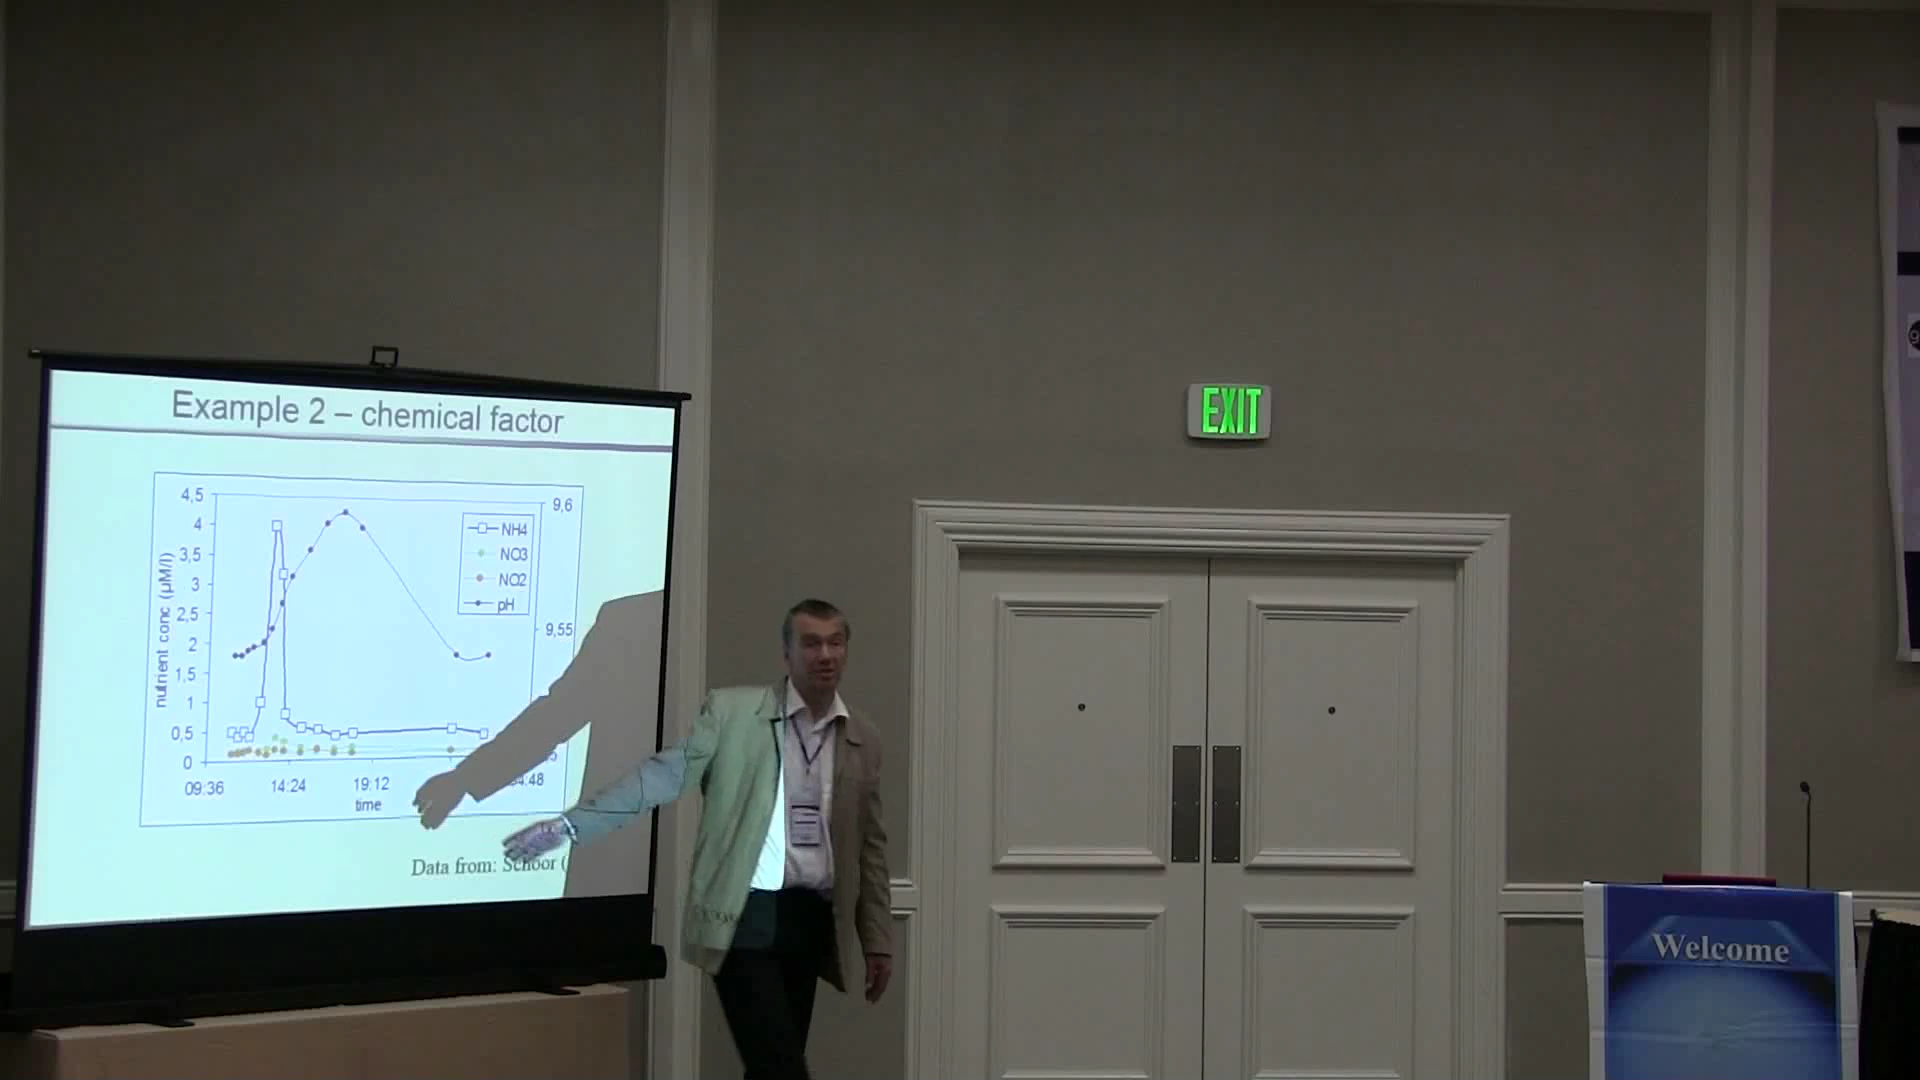 Example 2 – chemical factor
4,5
4
3,5
3
2,5
2
1,5
1
0,5
0
nutrient conc (µM/l)
9,6
9,55
NH4
NO3
NO2
pH
09:36
14:24
19:12
time
Data from: Schoor (
EXIT
Welcome